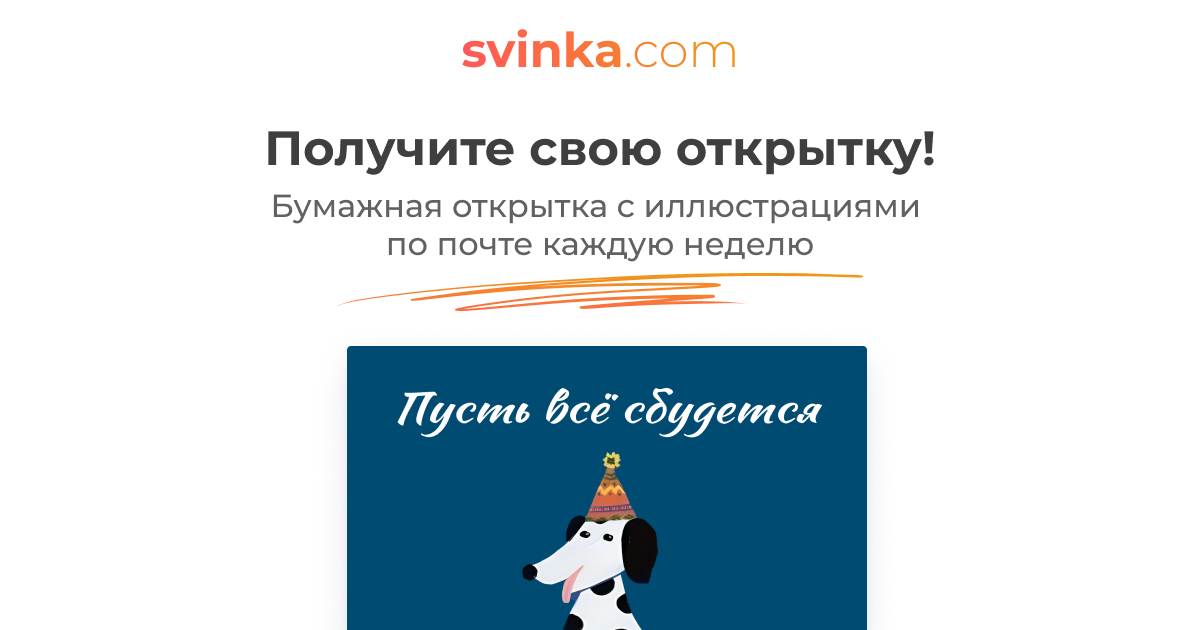 svinka.com
Получите свою открытку!
Бумажная открытка с иллюстрациями
по почте каждую неделю
Пусть всё сбудется